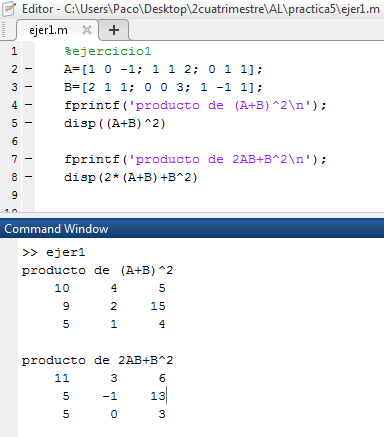 Editor - C:\Users\Paco\Desktop\2cuatrimestre\AL\practica5\ejer1.m
ejer1.m × +
1 %ejercicio1
2 - A=[1 0 -1; 1 1 2; 0 1 1];
3 - B=[2 1 1; 0 0 3; 1 -1 1];
4 - fprintf('producto de (A+B)^2\n');
5 - disp((A+B)^2)
6
7 - fprintf('producto de 2AB+B^2\n');
8 - disp(2*(A+B)+B^2)
9
10
Command Window
>> ejer1
producto de (A+B)^2
10 4 5
9 2 15
5 1 4
producto de 2AB+B^2
11 3 6
5 -1 13
5 0 3